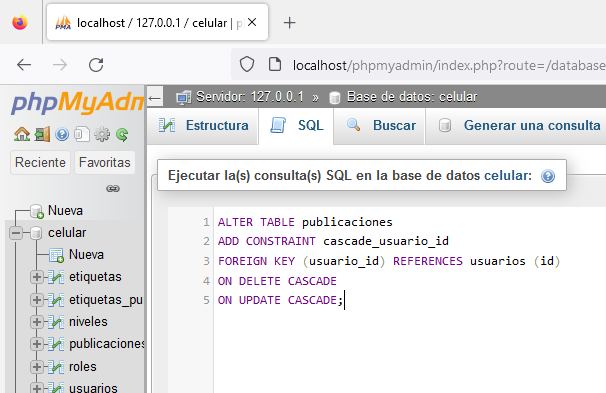 localhost / 127.0.0.1 / celular | p
localhost/phpmyadmin/index.php?route=/database
phpMyAdm
Servidor: 127.0.0.1 » Base de datos: celular
Estructura SQL Buscar Generar una consulta
Reciente Favoritas
Ejecutar la(s) consulta(s) SQL en la base de datos celular:
Nueva
celular
Nueva
etiquetas
etiquetas_pu
niveles
publicaciones
roles
usuarios
1 ALTER TABLE publicaciones
2 ADD CONSTRAINT cascade_usuario_id
3 FOREIGN KEY (usuario_id) REFERENCES usuarios (id)
4 ON DELETE CASCADE
5 ON UPDATE CASCADE;